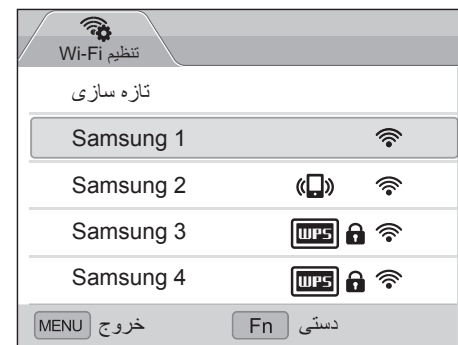 تنظیم Wi-Fi
تازه سازی
Samsung 1
Samsung 2
Samsung 3 WPS
Samsung 4 WPS
MENU خروج Fn دستی